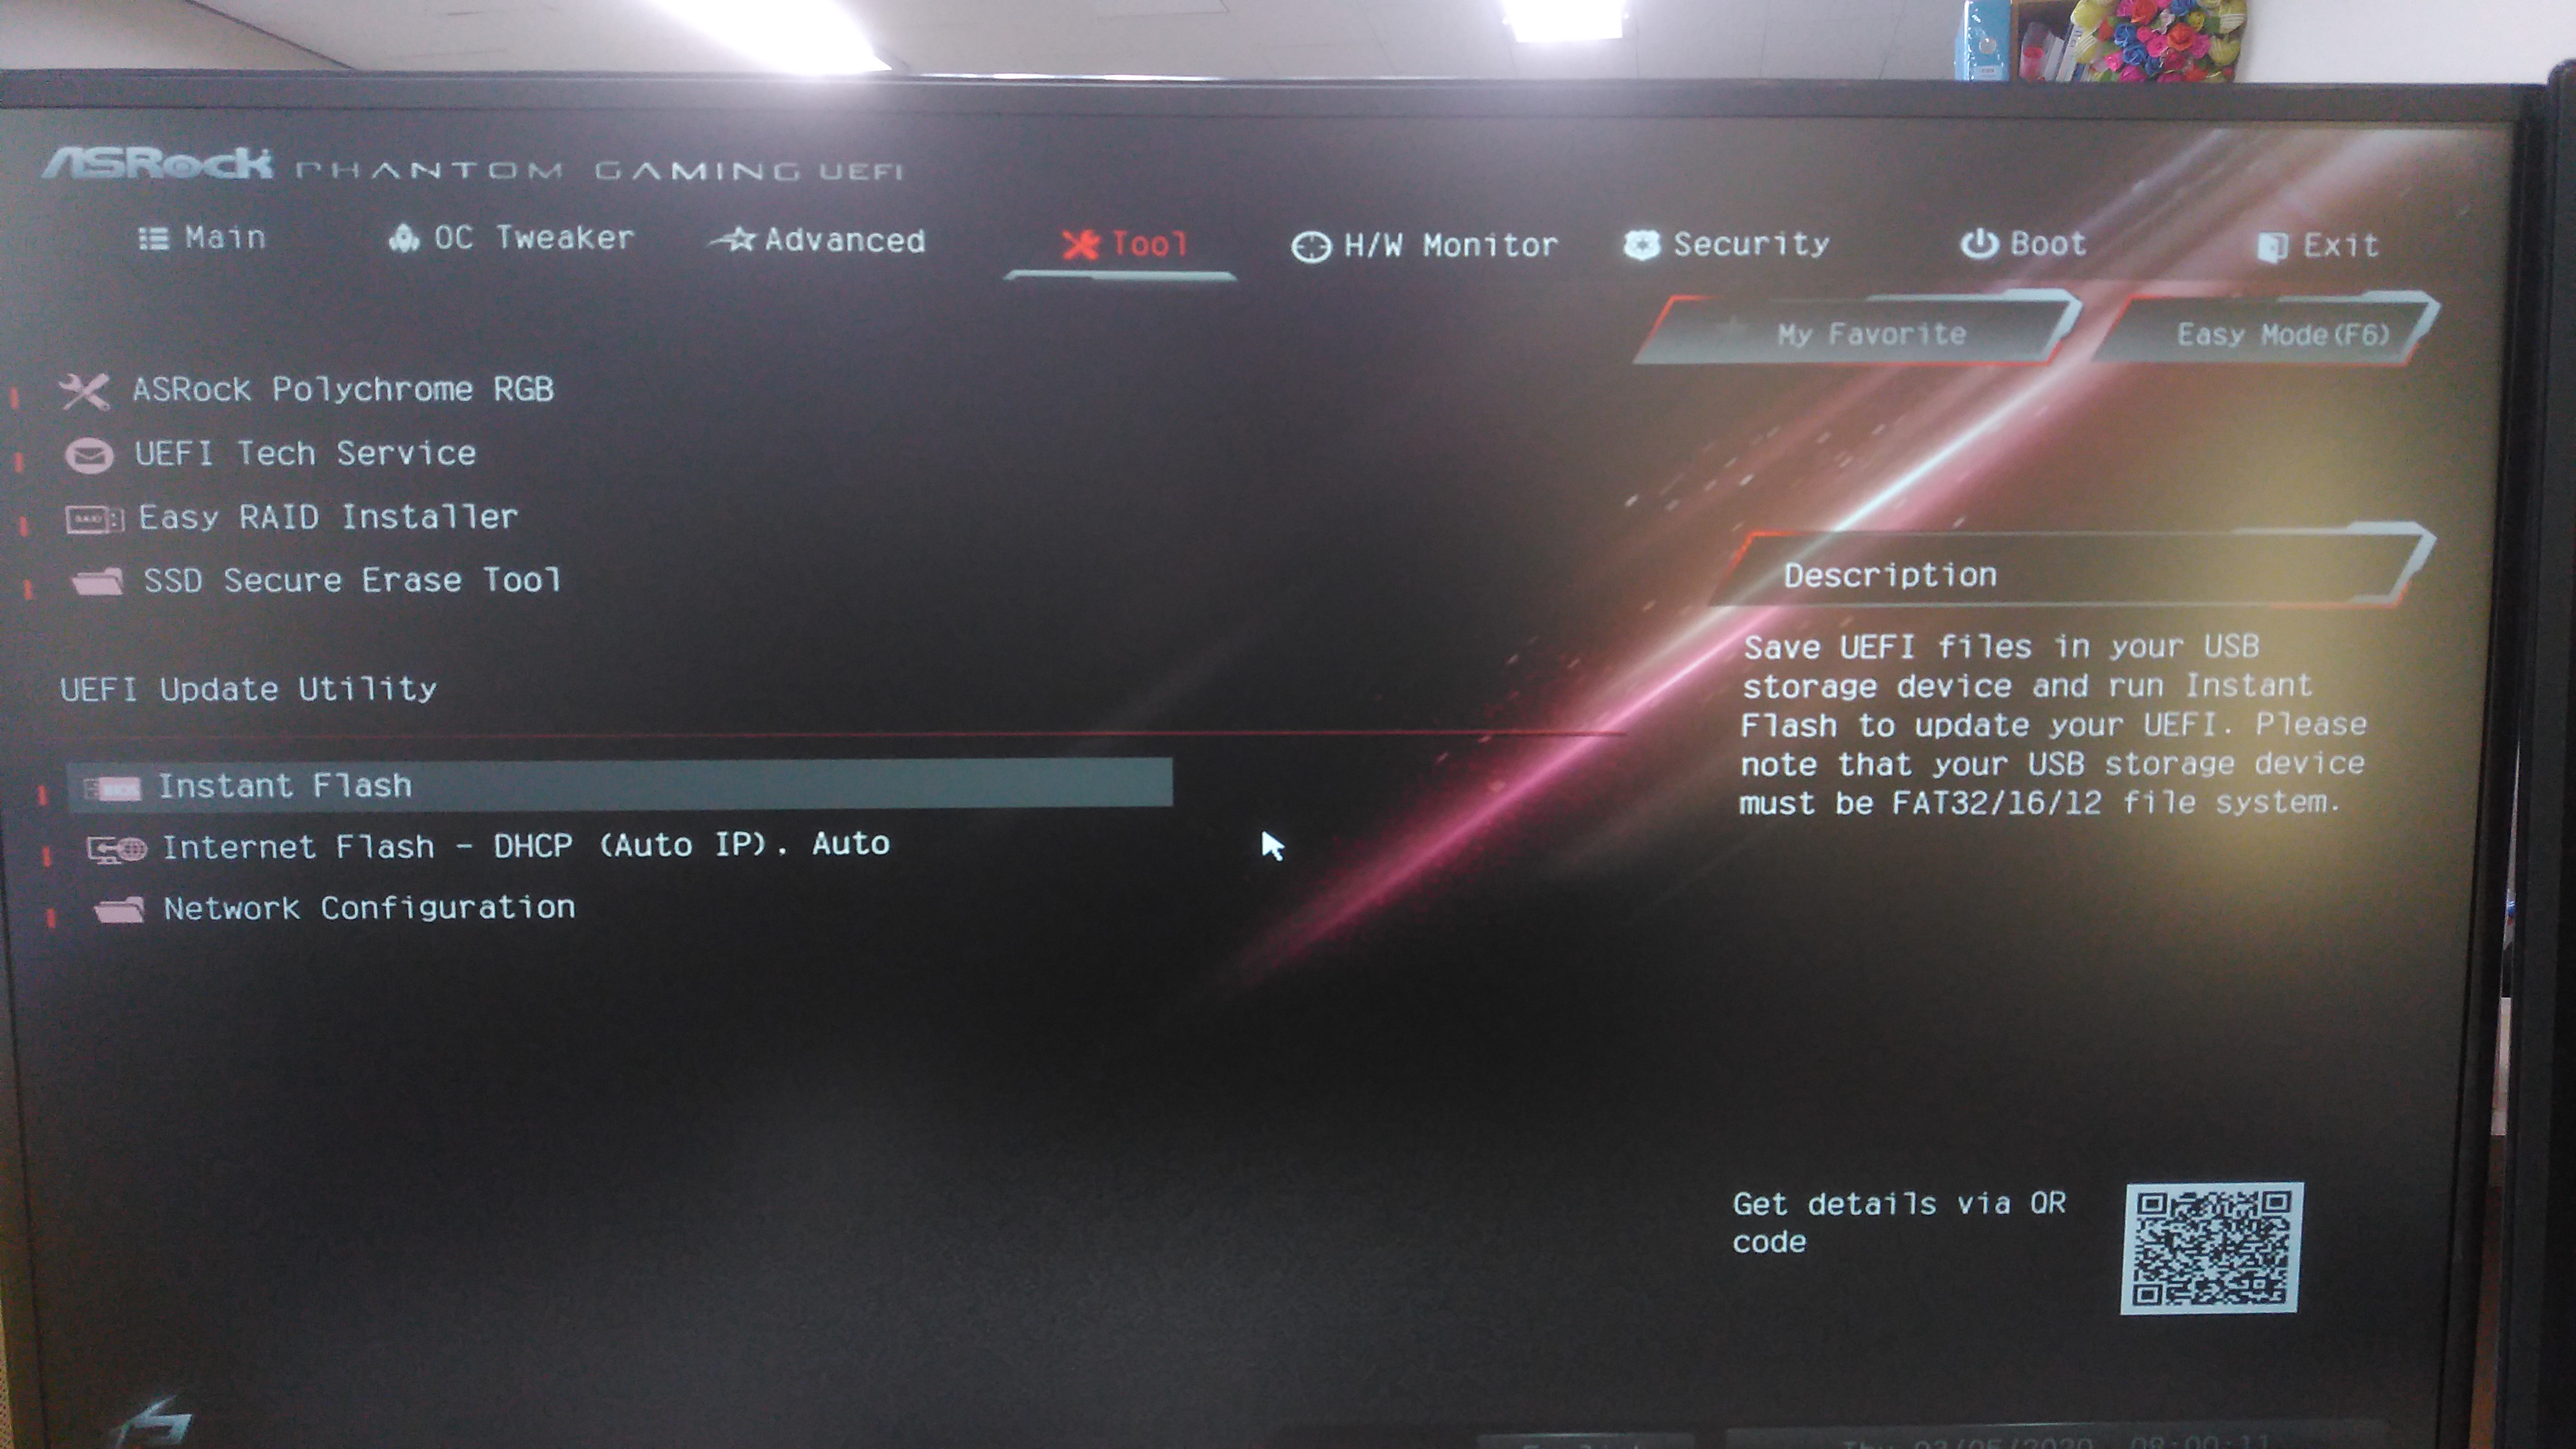 ASRock PHANTOM GAMING UEFI
Main OC Tweaker Advanced Tool H/W Monitor Security Boot Exit
My Favorite Easy Mode(F6)
ASRock Polychrome RGB
UEFI Tech Service
Easy RAID Installer
SSD Secure Erase Tool
UEFI Update Utility
Instant Flash
Internet Flash - DHCP (Auto IP). Auto
Network Configuration
Description
Save UEFI files in your USB
storage device and run Instant
Flash to update your UEFI. Please
note that your USB storage device
must be FAT32/16/12 file system.
Get details via QR
code